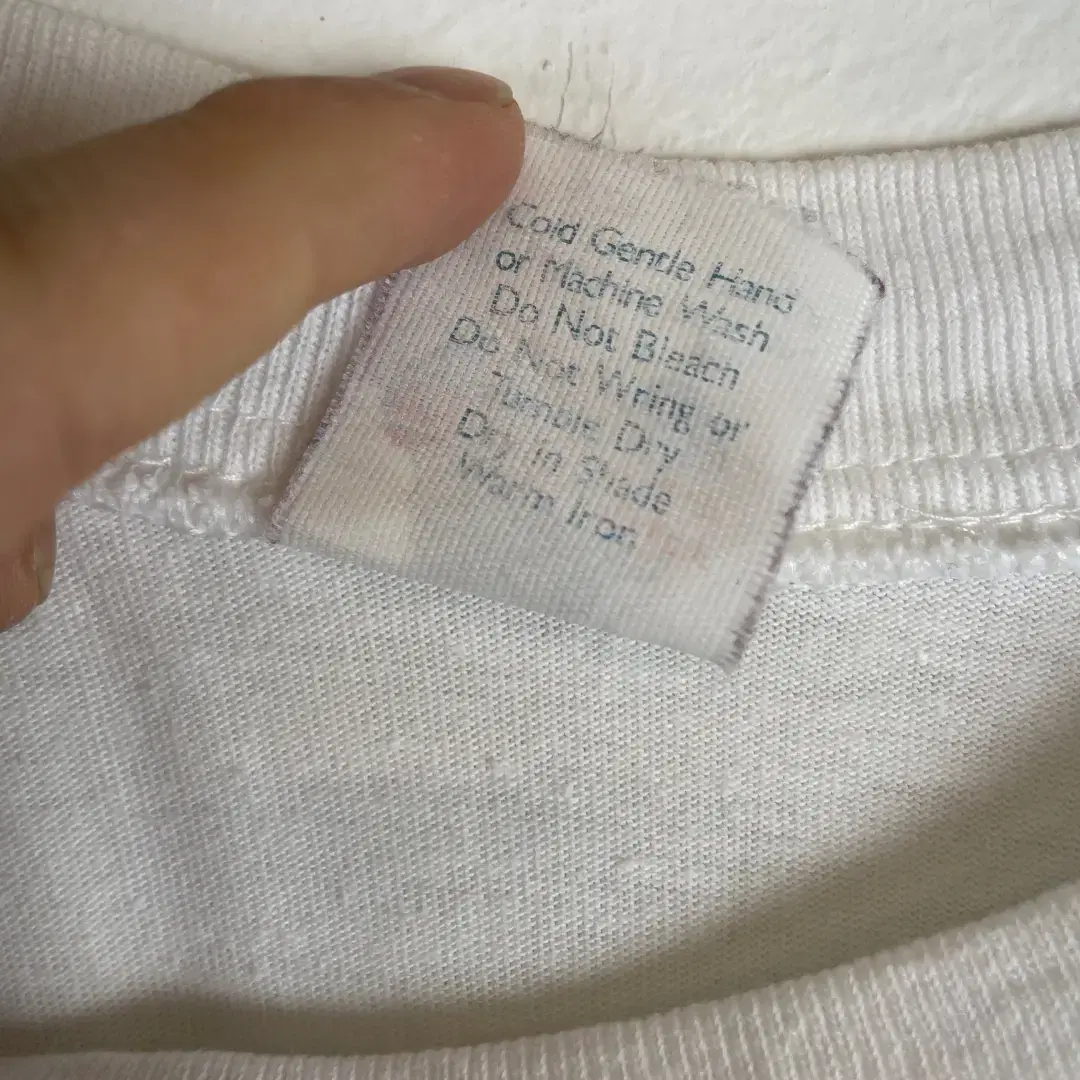 Cold Gentle Hand
or Machine Wash
Do Not Bleach
Do Not Wring or
Tumble Dry
Dry in Shade
Warm Iron